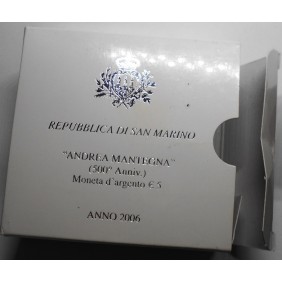 REPUBBLICA DI SAN MARINO
"ANDREA MANTEGNA"
(500° Anniv.)
Moneta d'argento € 5
ANNO 2006